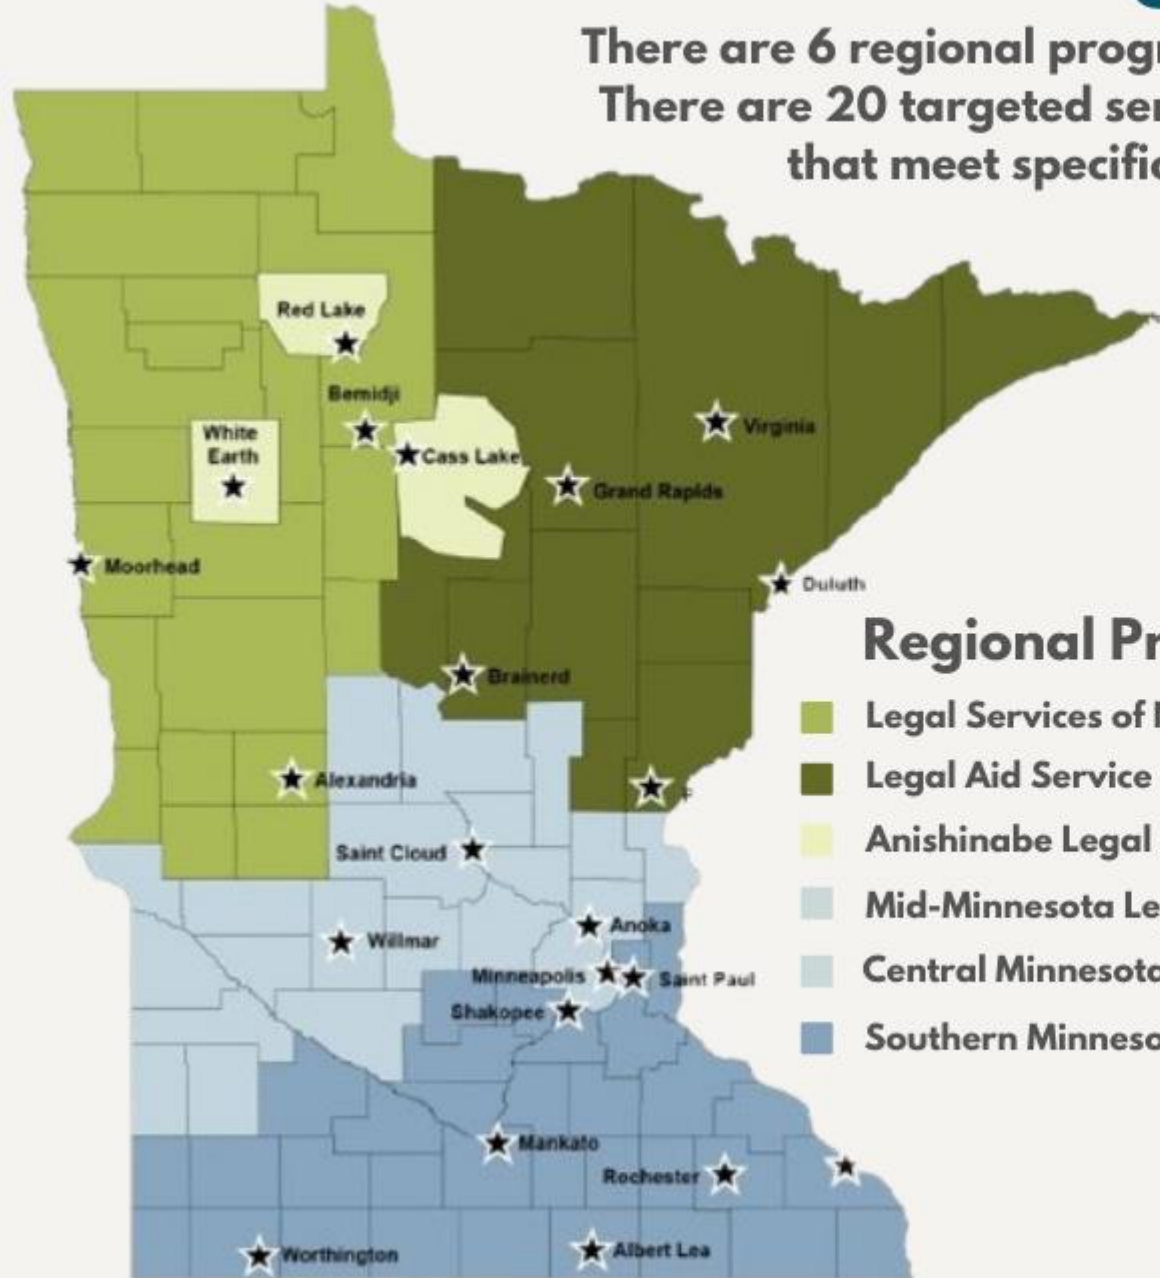 There are 6 regional prog
There are 20 targeted ser
that meet specific
Red Lake
Bemidji
White
Earth
Cass Lake
Virginia
Grand Rapids
Moorhead
Duluth
Regional Pr
Brainerd
Legal Services of
Alexandria
Legal Aid Service
Anishinabe Legal
Saint Cloud
Mid-Minnesota Le
Anoka
Willmar
Central Minnesota
Minneapolis
Saint Paul
Shakopee
Southern Minneso
Mankato
Rochester
Worthington
Albert Lea